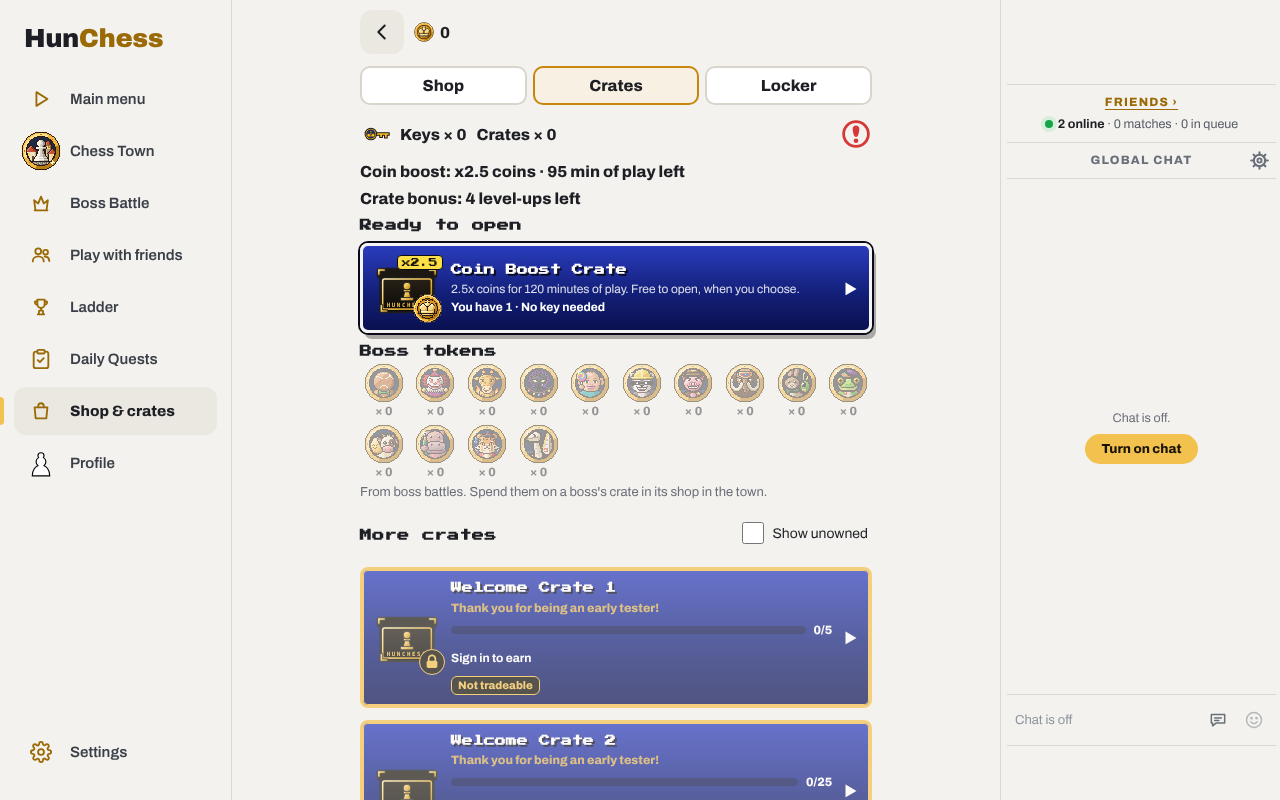 HunChess
Main menu
Chess Town
Boss Battle
Play with friends
Ladder
Daily Quests
Shop & crates
Profile
Settings
0
Shop
Crates
Locker
Keys × 0 Crates × 0
Coin boost: x2.5 coins · 95 min of play left
Crate bonus: 4 level-ups left
Ready to open
x2.5
HUNCHES
Coin Boost Crate
2.5x coins for 120 minutes of play. Free to open, when you choose.
You have 1 · No key needed
Boss tokens
× 0 × 0 × 0 × 0 × 0 × 0 × 0 × 0 × 0 × 0
× 0 × 0 × 0 × 0
From boss battles. Spend them on a boss's crate in its shop in the town.
More crates
Show unowned
Welcome Crate 1
Thank you for being an early tester!
0/5
HUNCHES
Sign in to earn
Not tradeable
Welcome Crate 2
Thank you for being an early tester!
0/25
FRIENDS ›
2 online · 0 matches · 0 in queue
GLOBAL CHAT
Chat is off.
Turn on chat
Chat is off